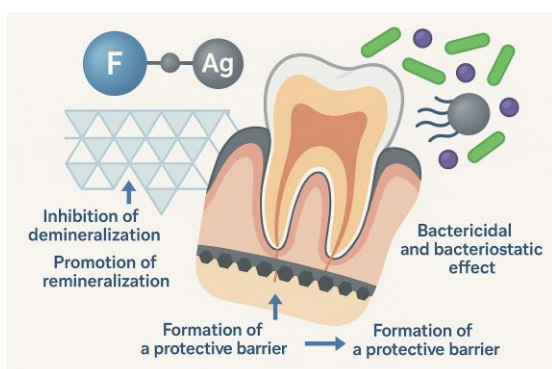 F
Ag
Inhibition of
demineralization
Promotion of
remineralization
Bactericidal
and bacteriostatic
effect
Formation of
a protective barrier
Formation of
a protective barrier